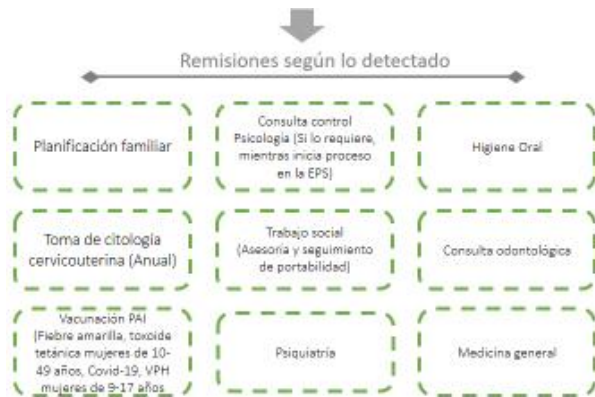 Remisiones según lo detectado
Planificación familiar
Consulta control
Psicología (Si lo requiere,
mientras inicia proceso
en la EPS)
Higiene Oral
Toma de citología
cervicouterina (Anual)
Trabajo social
(Asesoría y seguimiento
de portabilidad)
Consulta odontológica
Vacunación PAI
(Fiebre amarilla, toxoide
tetánica mujeres de 10-
49 años, Covid-19, VPH
mujeres de 9-17 años
Psiquiatría
Medicina general